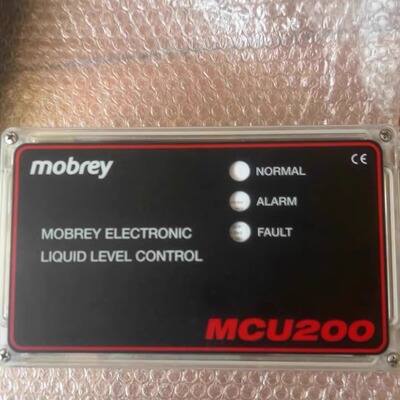 mobrey
CE
NORMAL
ALARM
FAULT
MOBREY ELECTRONIC
LIQUID LEVEL CONTROL
MCU200